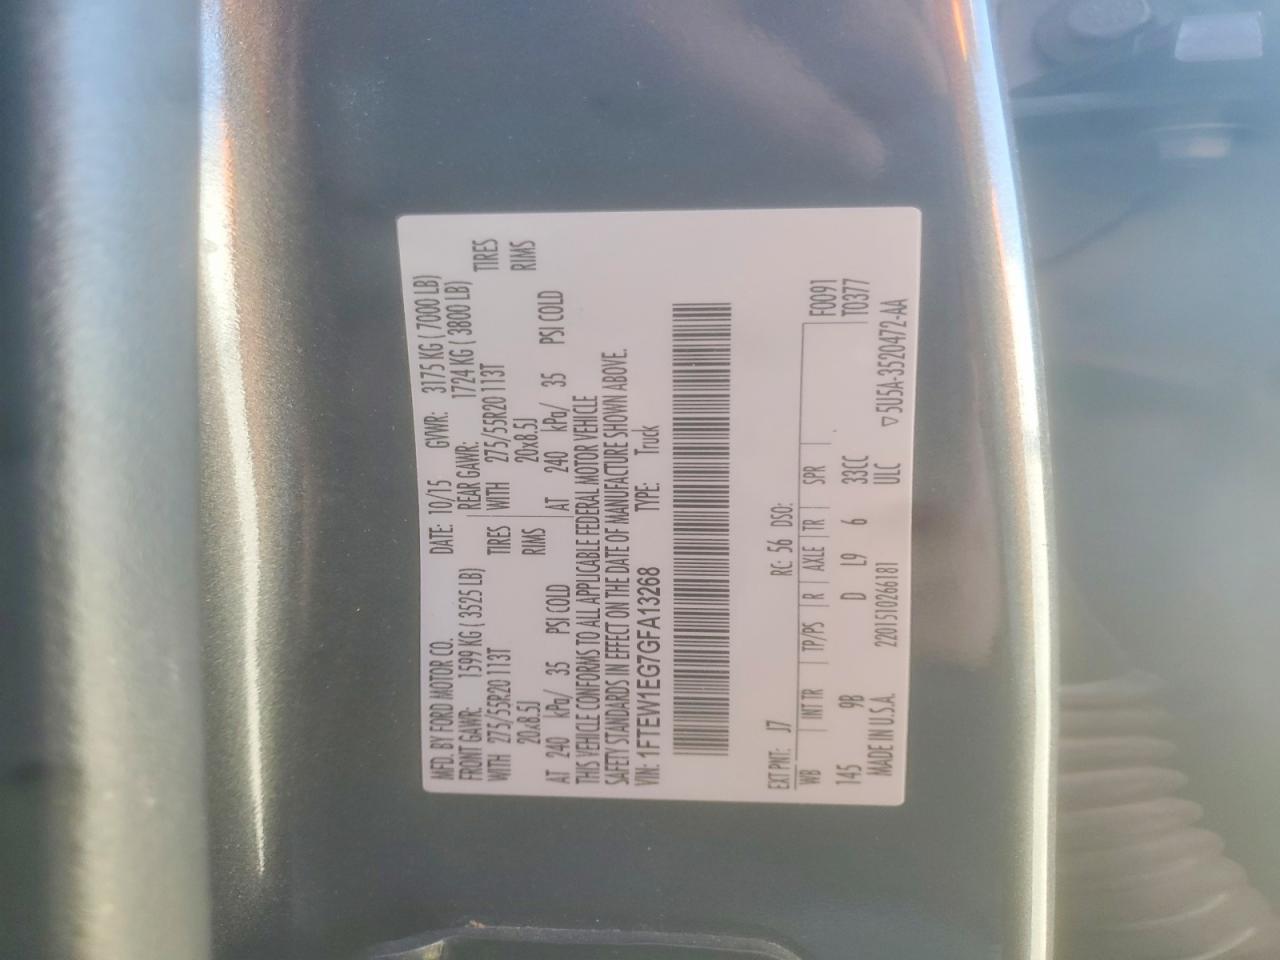 MFD. BY FORD MOTOR CO. DATE: 10/15 GVWR: 3175 KG ( 7000 LB)
FRONT GAWR: 1599 KG ( 3525 LB) REAR GAWR: 1724 KG ( 3800 LB)
WITH 275/55R20 113T TIRES WITH 275/55R20 113T TIRES
20x8.5J RIMS 20x8.5J RIMS
AT 240 kPa/ 35 PSI COLD AT 240 kPa/ 35 PSI COLD
THIS VEHICLE CONFORMS TO ALL APPLICABLE FEDERAL MOTOR VEHICLE
SAFETY STANDARDS IN EFFECT ON THE DATE OF MANUFACTURE SHOWN ABOVE.
VIN: 1FTEW1EG7GFA13268 TYPE: Truck
EXT PNT: J7 RC: 56 DSO:
WB INT TR TP/PS R AXLE TR SPR F0091
145 9B D L9 6 33CC T0377
MADE IN U.S.A. 2201510266181 ULC ▽5U5A-3520472-AA